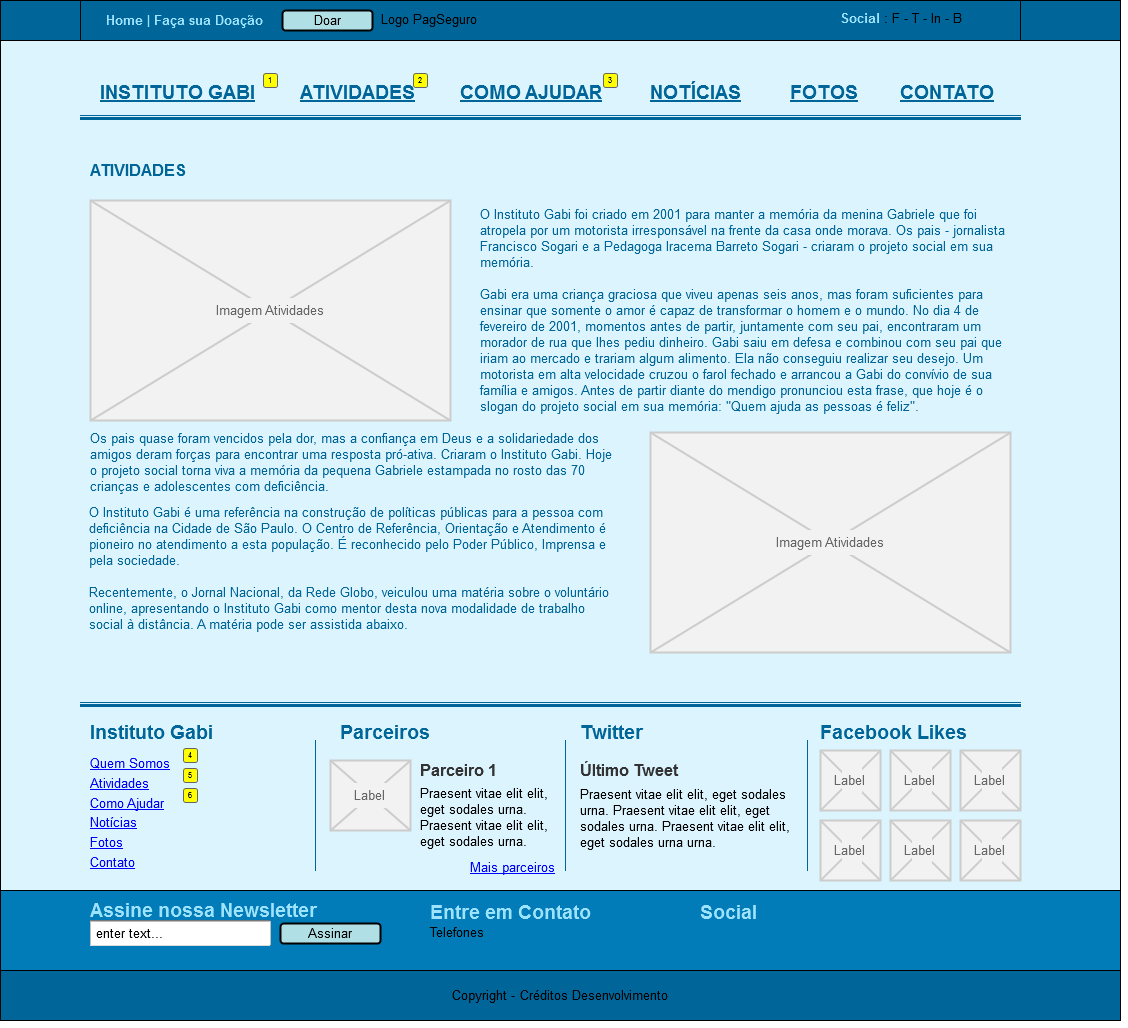 Home | Faça sua Doação
Doar
Logo PagSeguro
Social : F - T - In - B
INSTITUTO GABI
1
ATIVIDADES
2
COMO AJUDAR
3
NOTÍCIAS
FOTOS
CONTATO
ATIVIDADES
Imagem Atividades
O Instituto Gabi foi criado em 2001 para manter a memória da menina Gabriele que foi
atropela por um motorista irresponsável na frente da casa onde morava. Os pais - jornalista
Francisco Sogari e a Pedagoga Iracema Barreto Sogari - criaram o projeto social em sua
memória.
Gabi era uma criança graciosa que viveu apenas seis anos, mas foram suficientes para
ensinar que somente o amor é capaz de transformar o homem e o mundo. No dia 4 de
fevereiro de 2001, momentos antes de partir, juntamente com seu pai, encontraram um
morador de rua que lhes pediu dinheiro. Gabi saiu em defesa e combinou com seu pai que
iriam ao mercado e trariam algum alimento. Ela não conseguiu realizar seu desejo. Um
motorista em alta velocidade cruzou o farol fechado e arrancou a Gabi do convívio de sua
família e amigos. Antes de partir diante do mendigo pronunciou esta frase, que hoje é o
slogan do projeto social em sua memória: "Quem ajuda as pessoas é feliz".
Os pais quase foram vencidos pela dor, mas a confiança em Deus e a solidariedade dos
amigos deram forças para encontrar uma resposta pró-ativa. Criaram o Instituto Gabi. Hoje
o projeto social torna viva a memória da pequena Gabriele estampada no rosto das 70
crianças e adolescentes com deficiência.
O Instituto Gabi é uma referência na construção de políticas públicas para a pessoa com
deficiência na Cidade de São Paulo. O Centro de Referência, Orientação e Atendimento é
pioneiro no atendimento a esta população. É reconhecido pelo Poder Público, Imprensa e
pela sociedade.
Recentemente, o Jornal Nacional, da Rede Globo, veiculou uma matéria sobre o voluntário
online, apresentando o Instituto Gabi como mentor desta nova modalidade de trabalho
social à distância. A matéria pode ser assistida abaixo.
Imagem Atividades
Instituto Gabi
Quem Somos
4
Atividades
5
Como Ajudar
6
Notícias
Fotos
Contato
Parceiros
Label
Parceiro 1
Praesent vitae elit elit,
eget sodales urna.
Praesent vitae elit elit,
eget sodales urna.
Mais parceiros
Twitter
Último Tweet
Praesent vitae elit elit, eget sodales
urna. Praesent vitae elit elit, eget
sodales urna. Praesent vitae elit elit,
eget sodales urna urna.
Facebook Likes
Label
Label
Label
Label
Label
Label
Assine nossa Newsletter
enter text...
Assinar
Entre em Contato
Telefones
Social
Copyright - Créditos Desenvolvimento